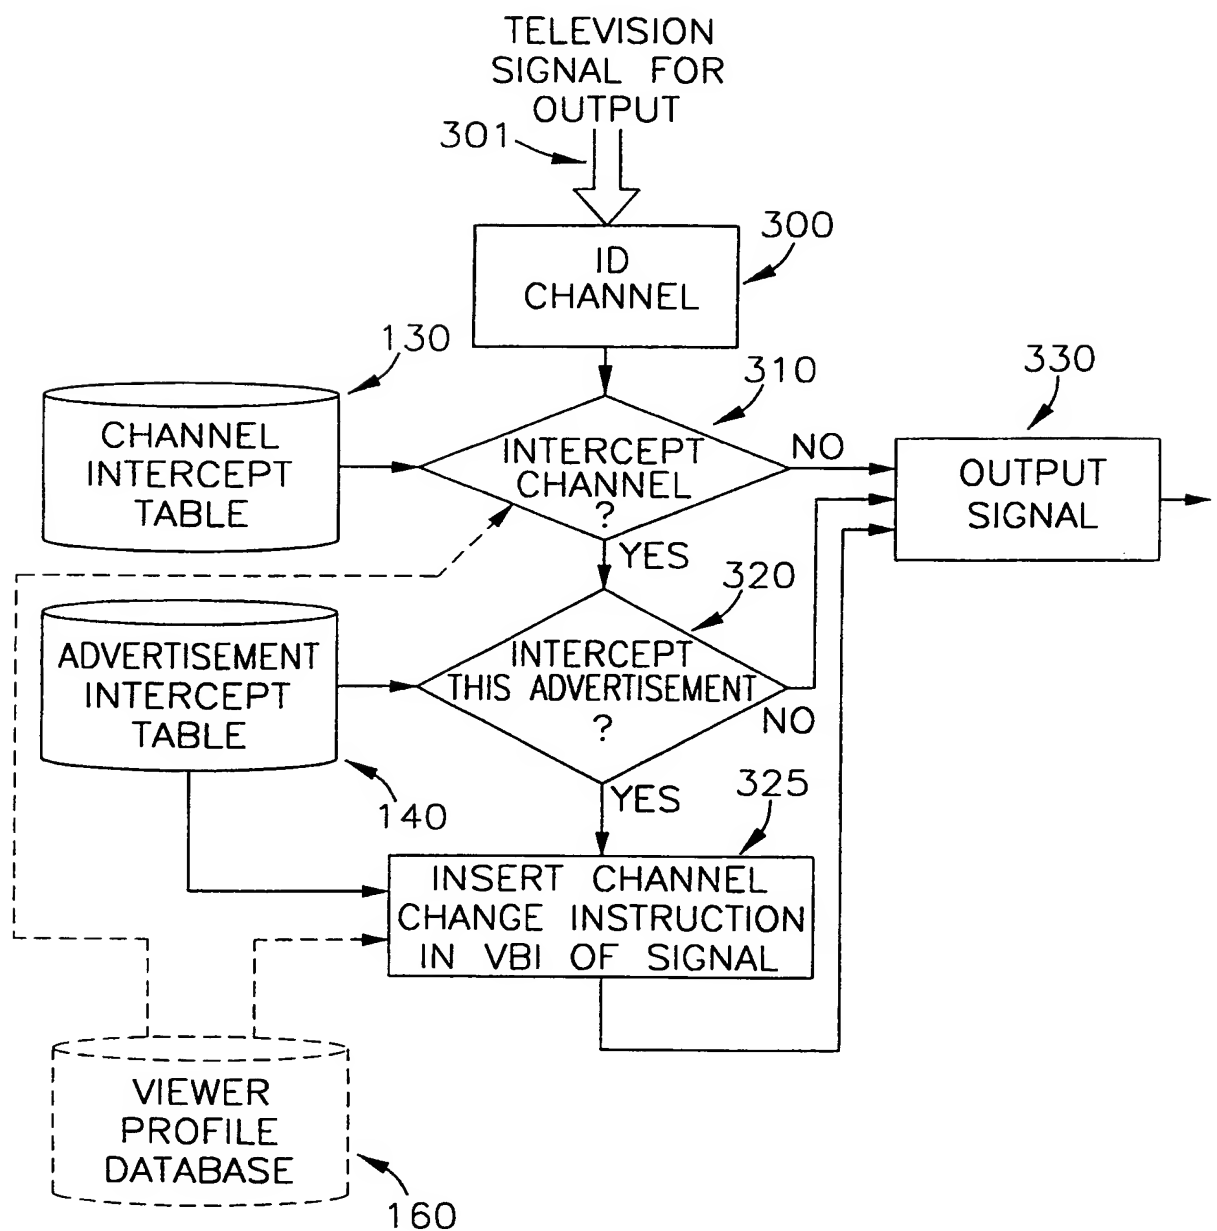 TELEVISION
SIGNAL FOR
OUTPUT
301
ID
CHANNEL
300
130
CHANNEL
INTERCEPT
TABLE
310
INTERCEPT
CHANNEL
?
NO
YES
330
OUTPUT
SIGNAL
ADVERTISEMENT
INTERCEPT
TABLE
140
320
INTERCEPT
THIS ADVERTISEMENT
?
NO
YES
325
INSERT CHANNEL
CHANGE INSTRUCTION
IN VBI OF SIGNAL
VIEWER
PROFILE
DATABASE
160